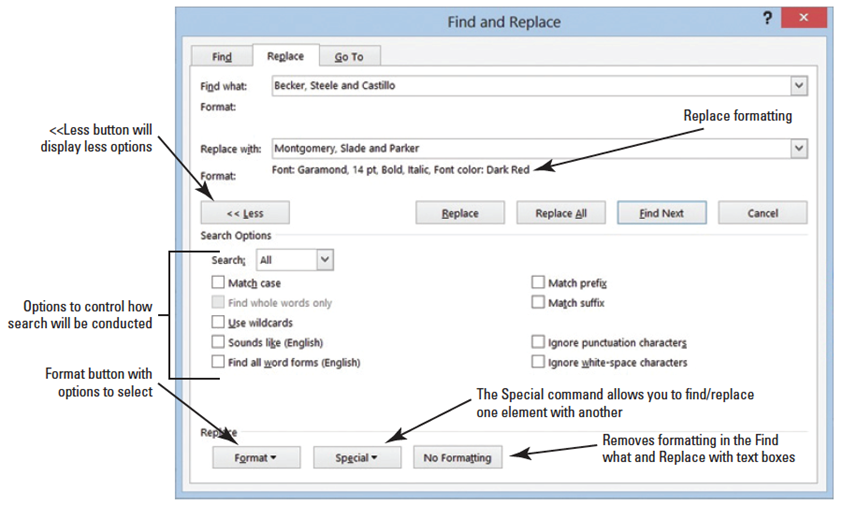 Find and Replace
?
x
Find
Replace
Go To
Find what:
Becker, Steele and Castillo
Format:
Replace formatting
<<Less button will
display less options
Replace with:
Montgomery, Slade and Parker
Format:
Font: Garamond, 14 pt, Bold, Italic, Font color: Dark Red
<< Less
Replace
Replace All
Find Next
Cancel
Search Options
Search:
All
Match case
Match prefix
Options to control how
search will be conducted
Find whole words only
Match suffix
Use wildcards
Sounds like (English)
Ignore punctuation characters
Find all word forms (English)
Ignore white-space characters
Format button with
options to select
The Special command allows you to find/replace
one element with another
Replace
Format
Special
No Formatting
Removes formatting in the Find
what and Replace with text boxes